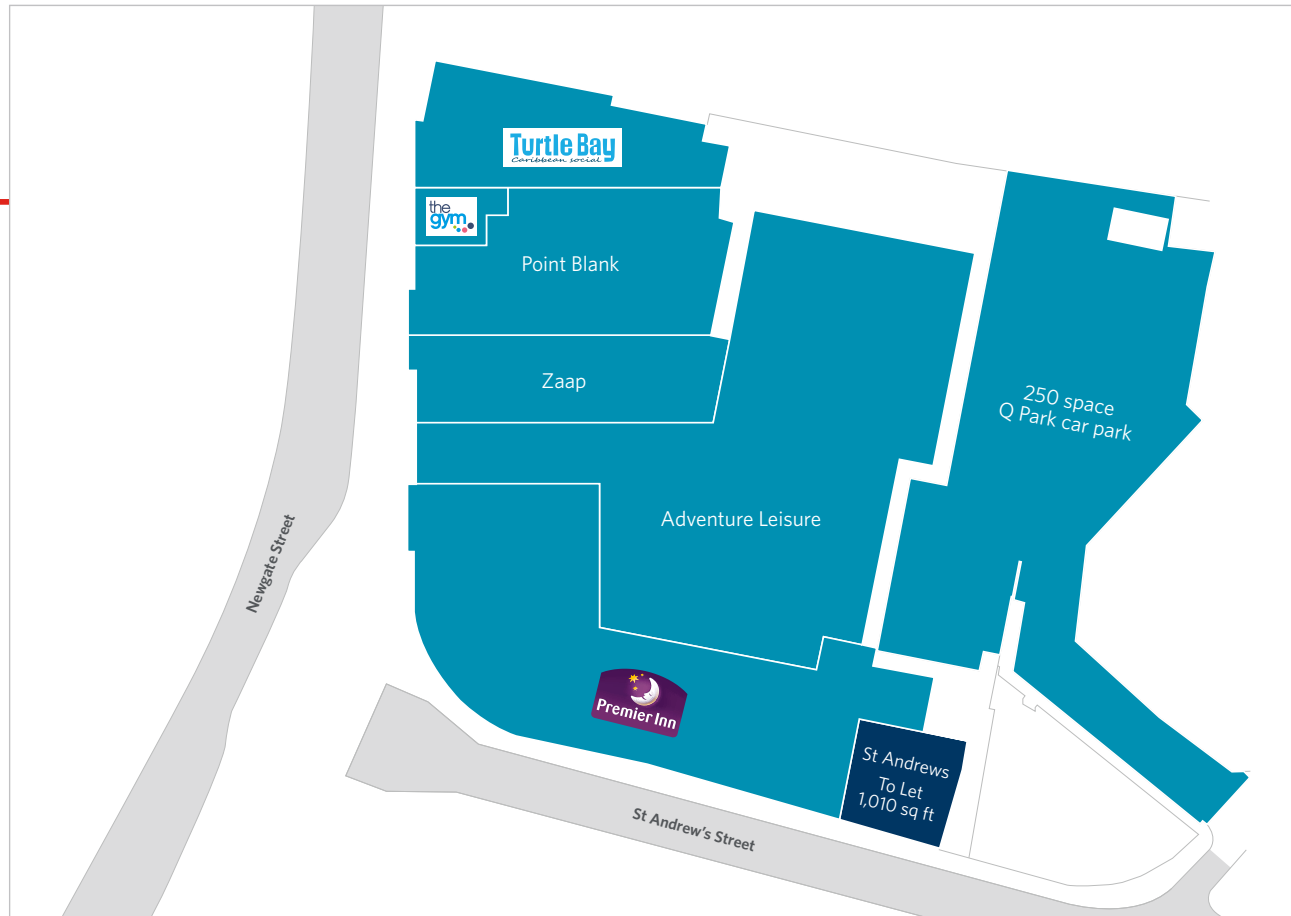 Turtle Bay
Caribbean social
the
gym
Point Blank
Zaap
250 space
Q Park car park
Adventure Leisure
Newgate Street
Premier Inn
St Andrews
To Let
1,010 sq ft
St Andrew’s Street